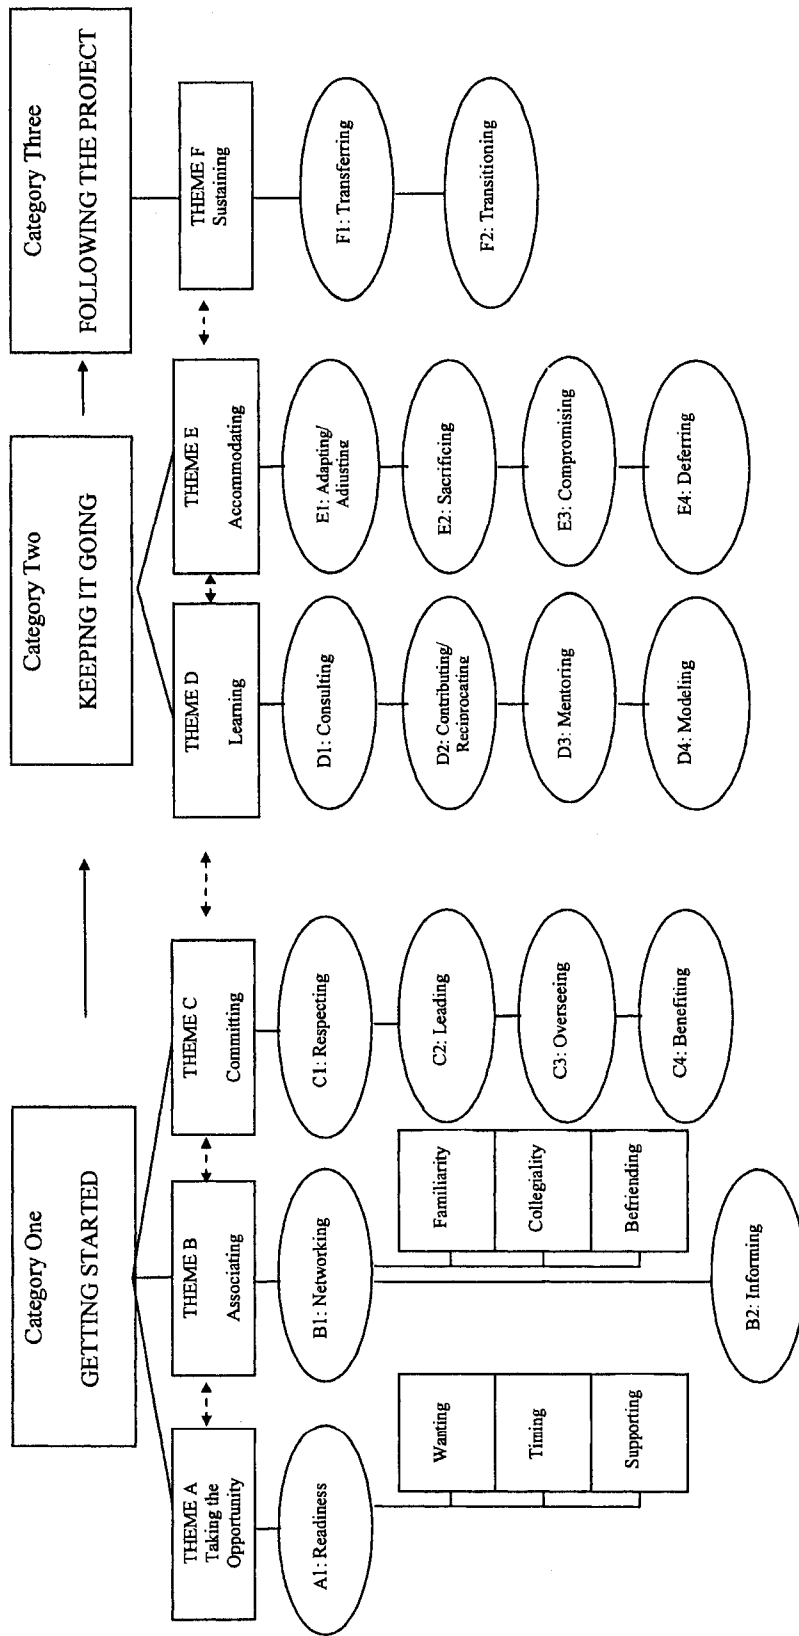 Category One
GETTING STARTED
Category Two
KEEPING IT GOING
Category Three
FOLLOWING THE PROJECT
THEME A
Taking the
Opportunity
THEME B
Associating
THEME C
Committing
THEME D
Learning
THEME E
Accommodating
THEME F
Sustaining
A1: Readiness
Wanting
Timing
Supporting
B1: Networking
Familiarity
Collegiality
Befriending
B2: Informing
C1: Respecting
C2: Leading
C3: Overseeing
C4: Benefiting
D1: Consulting
D2: Contributing/
Reciprocating
D3: Mentoring
D4: Modeling
E1: Adapting/
Adjusting
E2: Sacrificing
E3: Compromising
E4: Deferring
F1: Transferring
F2: Transitioning